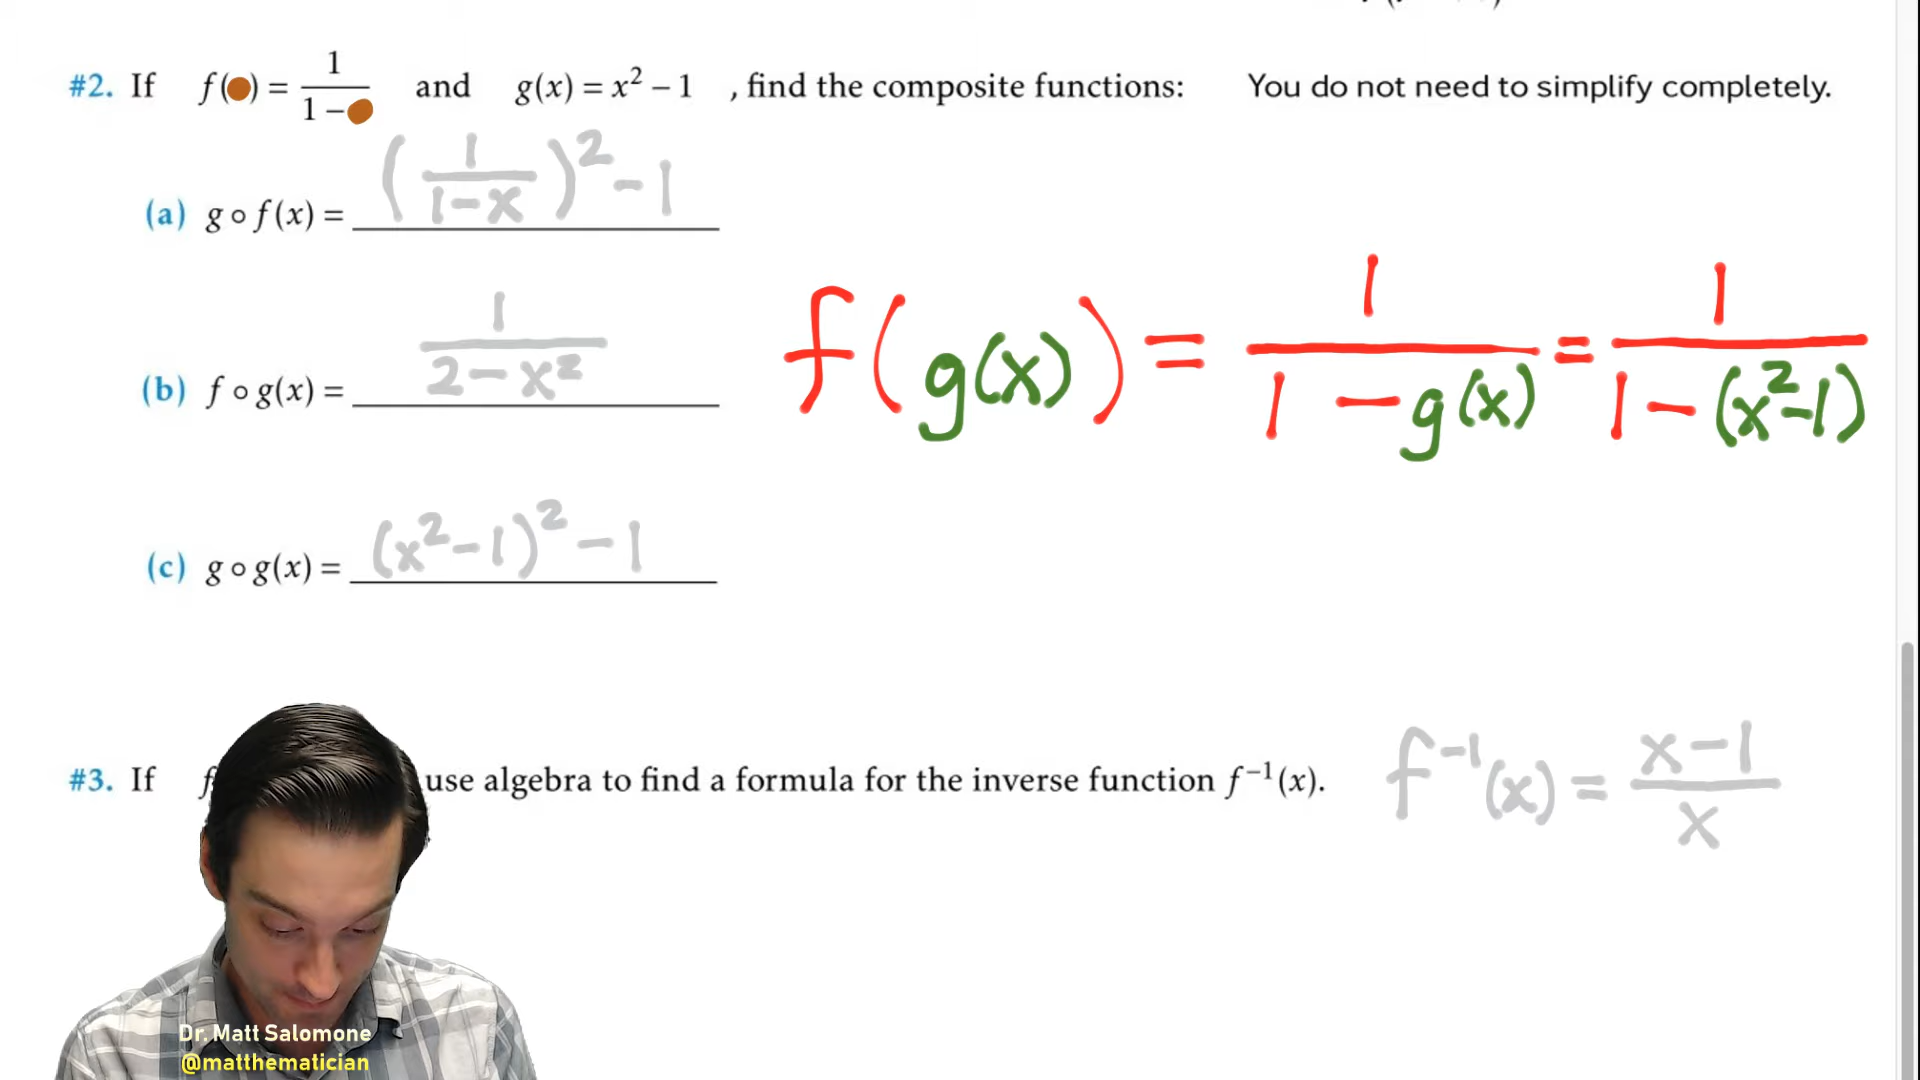 #2. If f( ) = 1/(1 – ) and g(x) = x² – 1 , find the composite functions: You do not need to simplify completely.
(a) g ∘ f(x) = (1/(1-x))² - 1
(b) f ∘ g(x) = 1/(2 - x²)
f(g(x)) = 1/(1 - g(x)) = 1/(1 - (x²-1))
(c) g ∘ g(x) = (x²-1)² - 1
#3. If f use algebra to find a formula for the inverse function f⁻¹(x). f⁻¹(x) = (x-1)/x
Dr. Matt Salomone
@matthematician